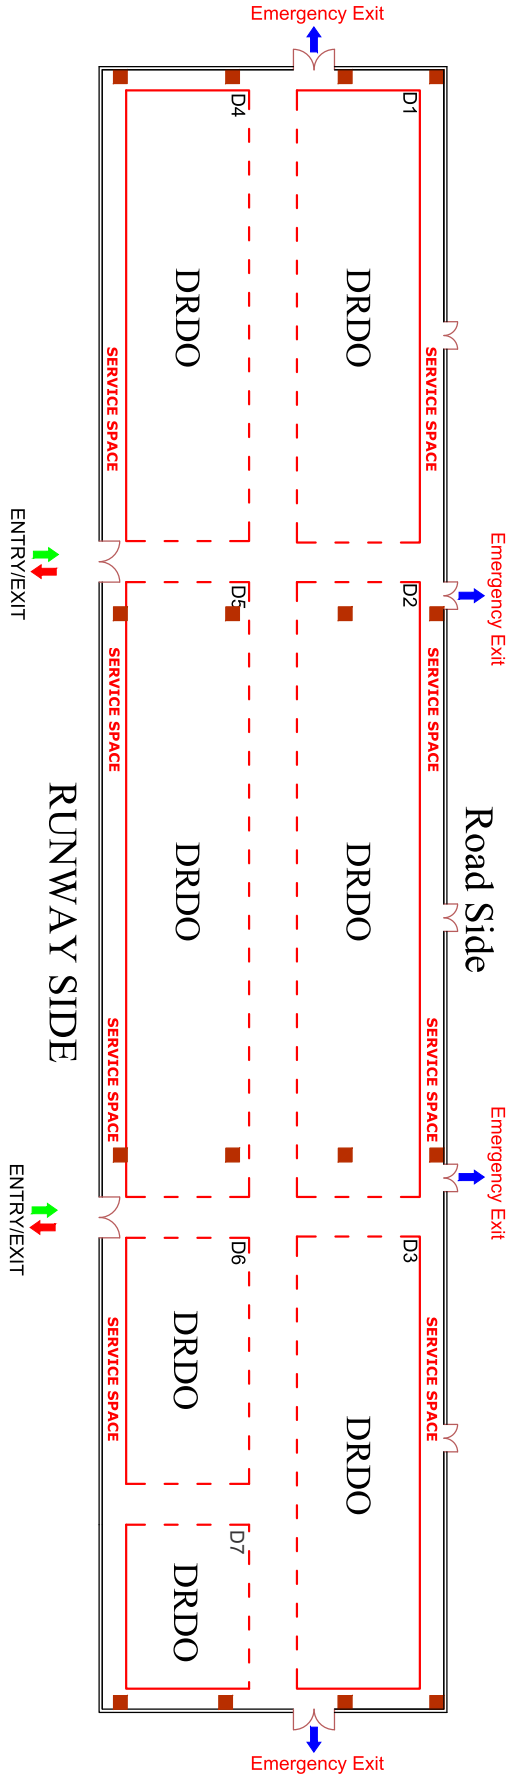 Emergency Exit
D4
D1
DRDO
DRDO
SERVICE SPACE
SERVICE SPACE
ENTRY/EXIT
Emergency Exit
D5
D2
SERVICE SPACE
SERVICE SPACE
RUNWAY SIDE
DRDO
DRDO
Road Side
SERVICE SPACE
SERVICE SPACE
ENTRY/EXIT
Emergency Exit
D6
D3
SERVICE SPACE
DRDO
SERVICE SPACE
DRDO
D7
DRDO
Emergency Exit